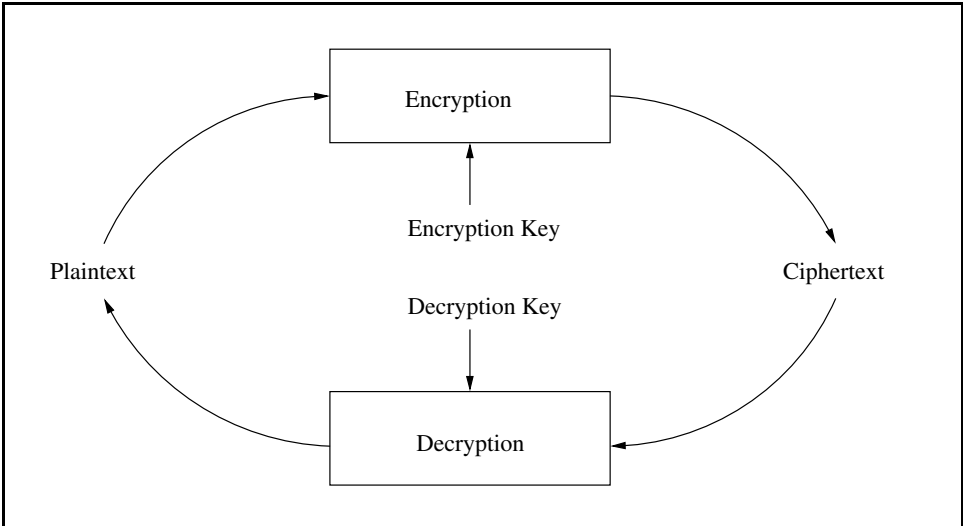 Encryption
Encryption Key
Plaintext
Ciphertext
Decryption Key
Decryption